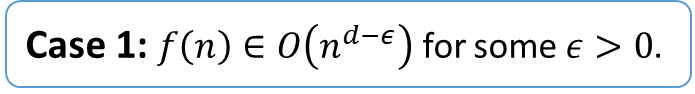 Case 1: f(n) ∈ O(n^{d−ϵ}) for some ϵ > 0.